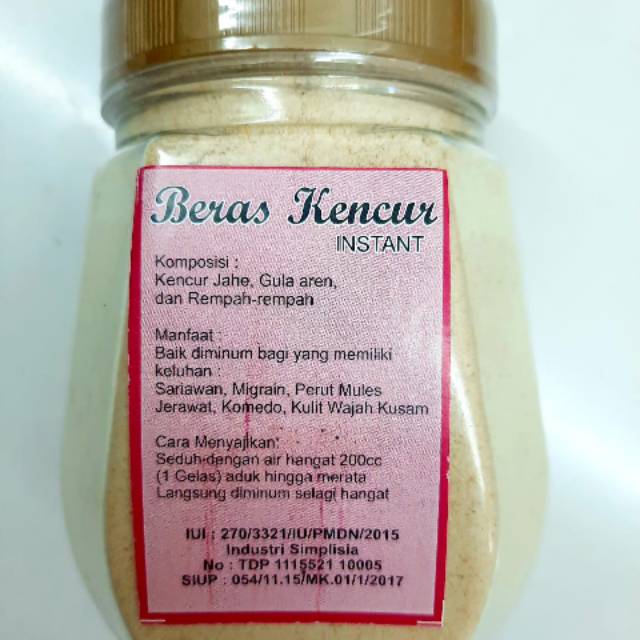 Beras Kencur
INSTANT
Komposisi :
Kencur Jahe, Gula aren,
dan Rempah-rempah
Manfaat :
Baik diminum bagi yang memiliki
keluhan :
Sariawan, Migrain, Perut Mules
Jerawat, Komedo, Kulit Wajah Kusam
Cara Menyajikan:
Seduh dengan air hangat 200cc
(1 Gelas) aduk hingga merata
Langsung diminum selagi hangat
IUI : 270/3321/IU/PMDN/2015
Industri Simplisia
No : TDP 1115521 10005
SIUP : 054/11.15/MK.01/1/2017